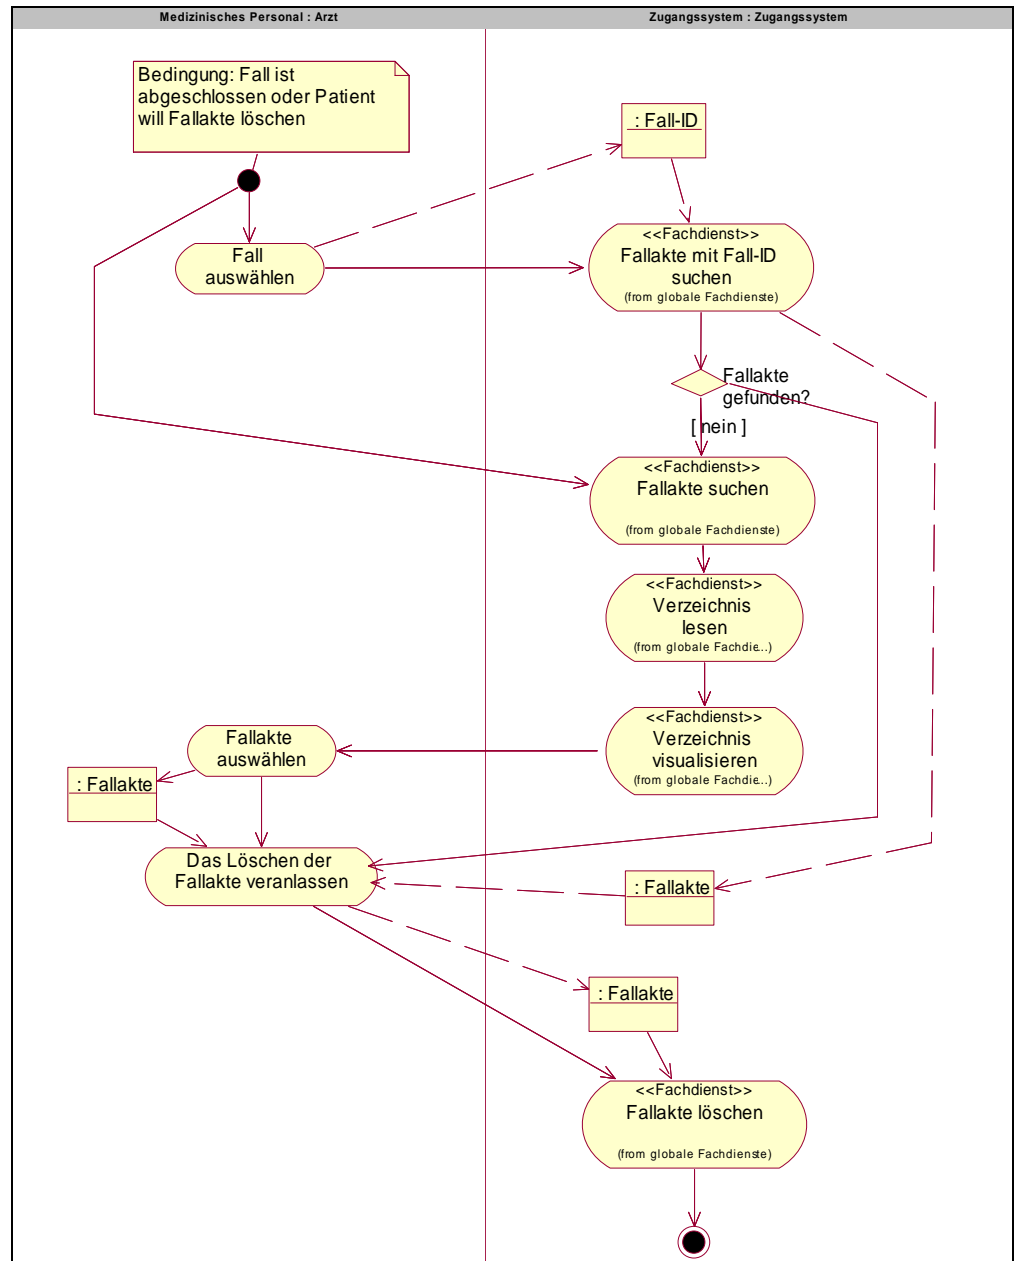 Medizinisches Personal : Arzt
Zugangssystem : Zugangssystem
Bedingung: Fall ist
abgeschlossen oder Patient
will Fallakte löschen
: Fall-ID
Fall
auswählen
<<Fachdienst>>
Fallakte mit Fall-ID
suchen
(from globale Fachdienste)
Fallakte
gefunden?
[ nein ]
<<Fachdienst>>
Fallakte suchen
(from globale Fachdienste)
<<Fachdienst>>
Verzeichnis
lesen
(from globale Fachdie...)
<<Fachdienst>>
Verzeichnis
visualisieren
(from globale Fachdie...)
Fallakte
auswählen
: Fallakte
Das Löschen der
Fallakte veranlassen
: Fallakte
: Fallakte
<<Fachdienst>>
Fallakte löschen
(from globale Fachdienste)